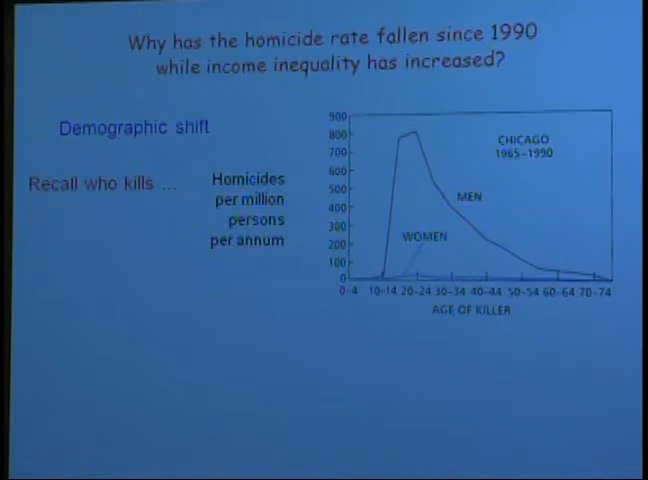 Why has the homicide rate fallen since 1990
while income inequality has increased?
Demographic shift
Recall who kills ...
Homicides
per million
persons
per annum
900
800
700
600
500
400
300
200
100
0
CHICAGO
1965-1990
MEN
WOMEN
0-4 10-14 20-24 30-34 40-44 50-54 60-64 70-74
AGE OF KILLER